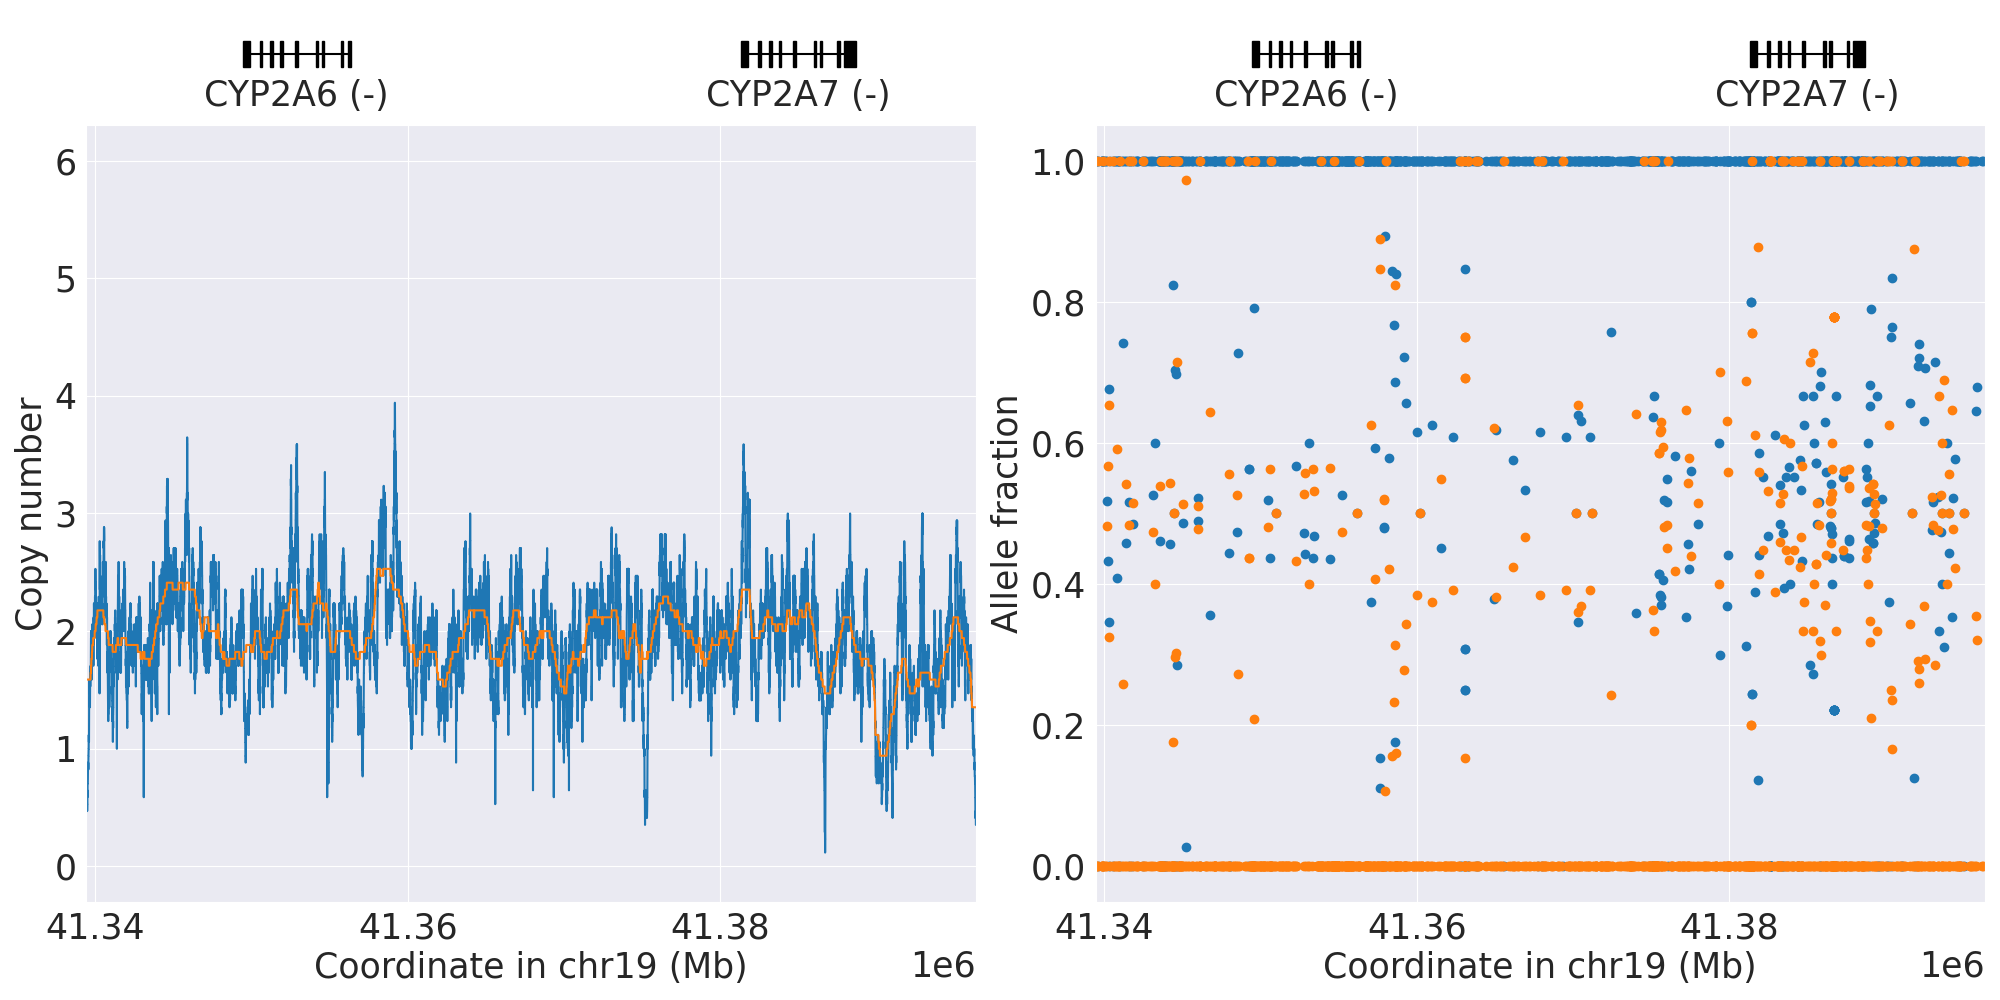 CYP2A6 (-)
CYP2A7 (-)
6
5
4
3
2
1
0
Copy number
41.34
41.36
41.38
Coordinate in chr19 (Mb)
1e6
CYP2A6 (-)
CYP2A7 (-)
1.0
0.8
0.6
0.4
0.2
0.0
Allele fraction
41.34
41.36
41.38
Coordinate in chr19 (Mb)
1e6